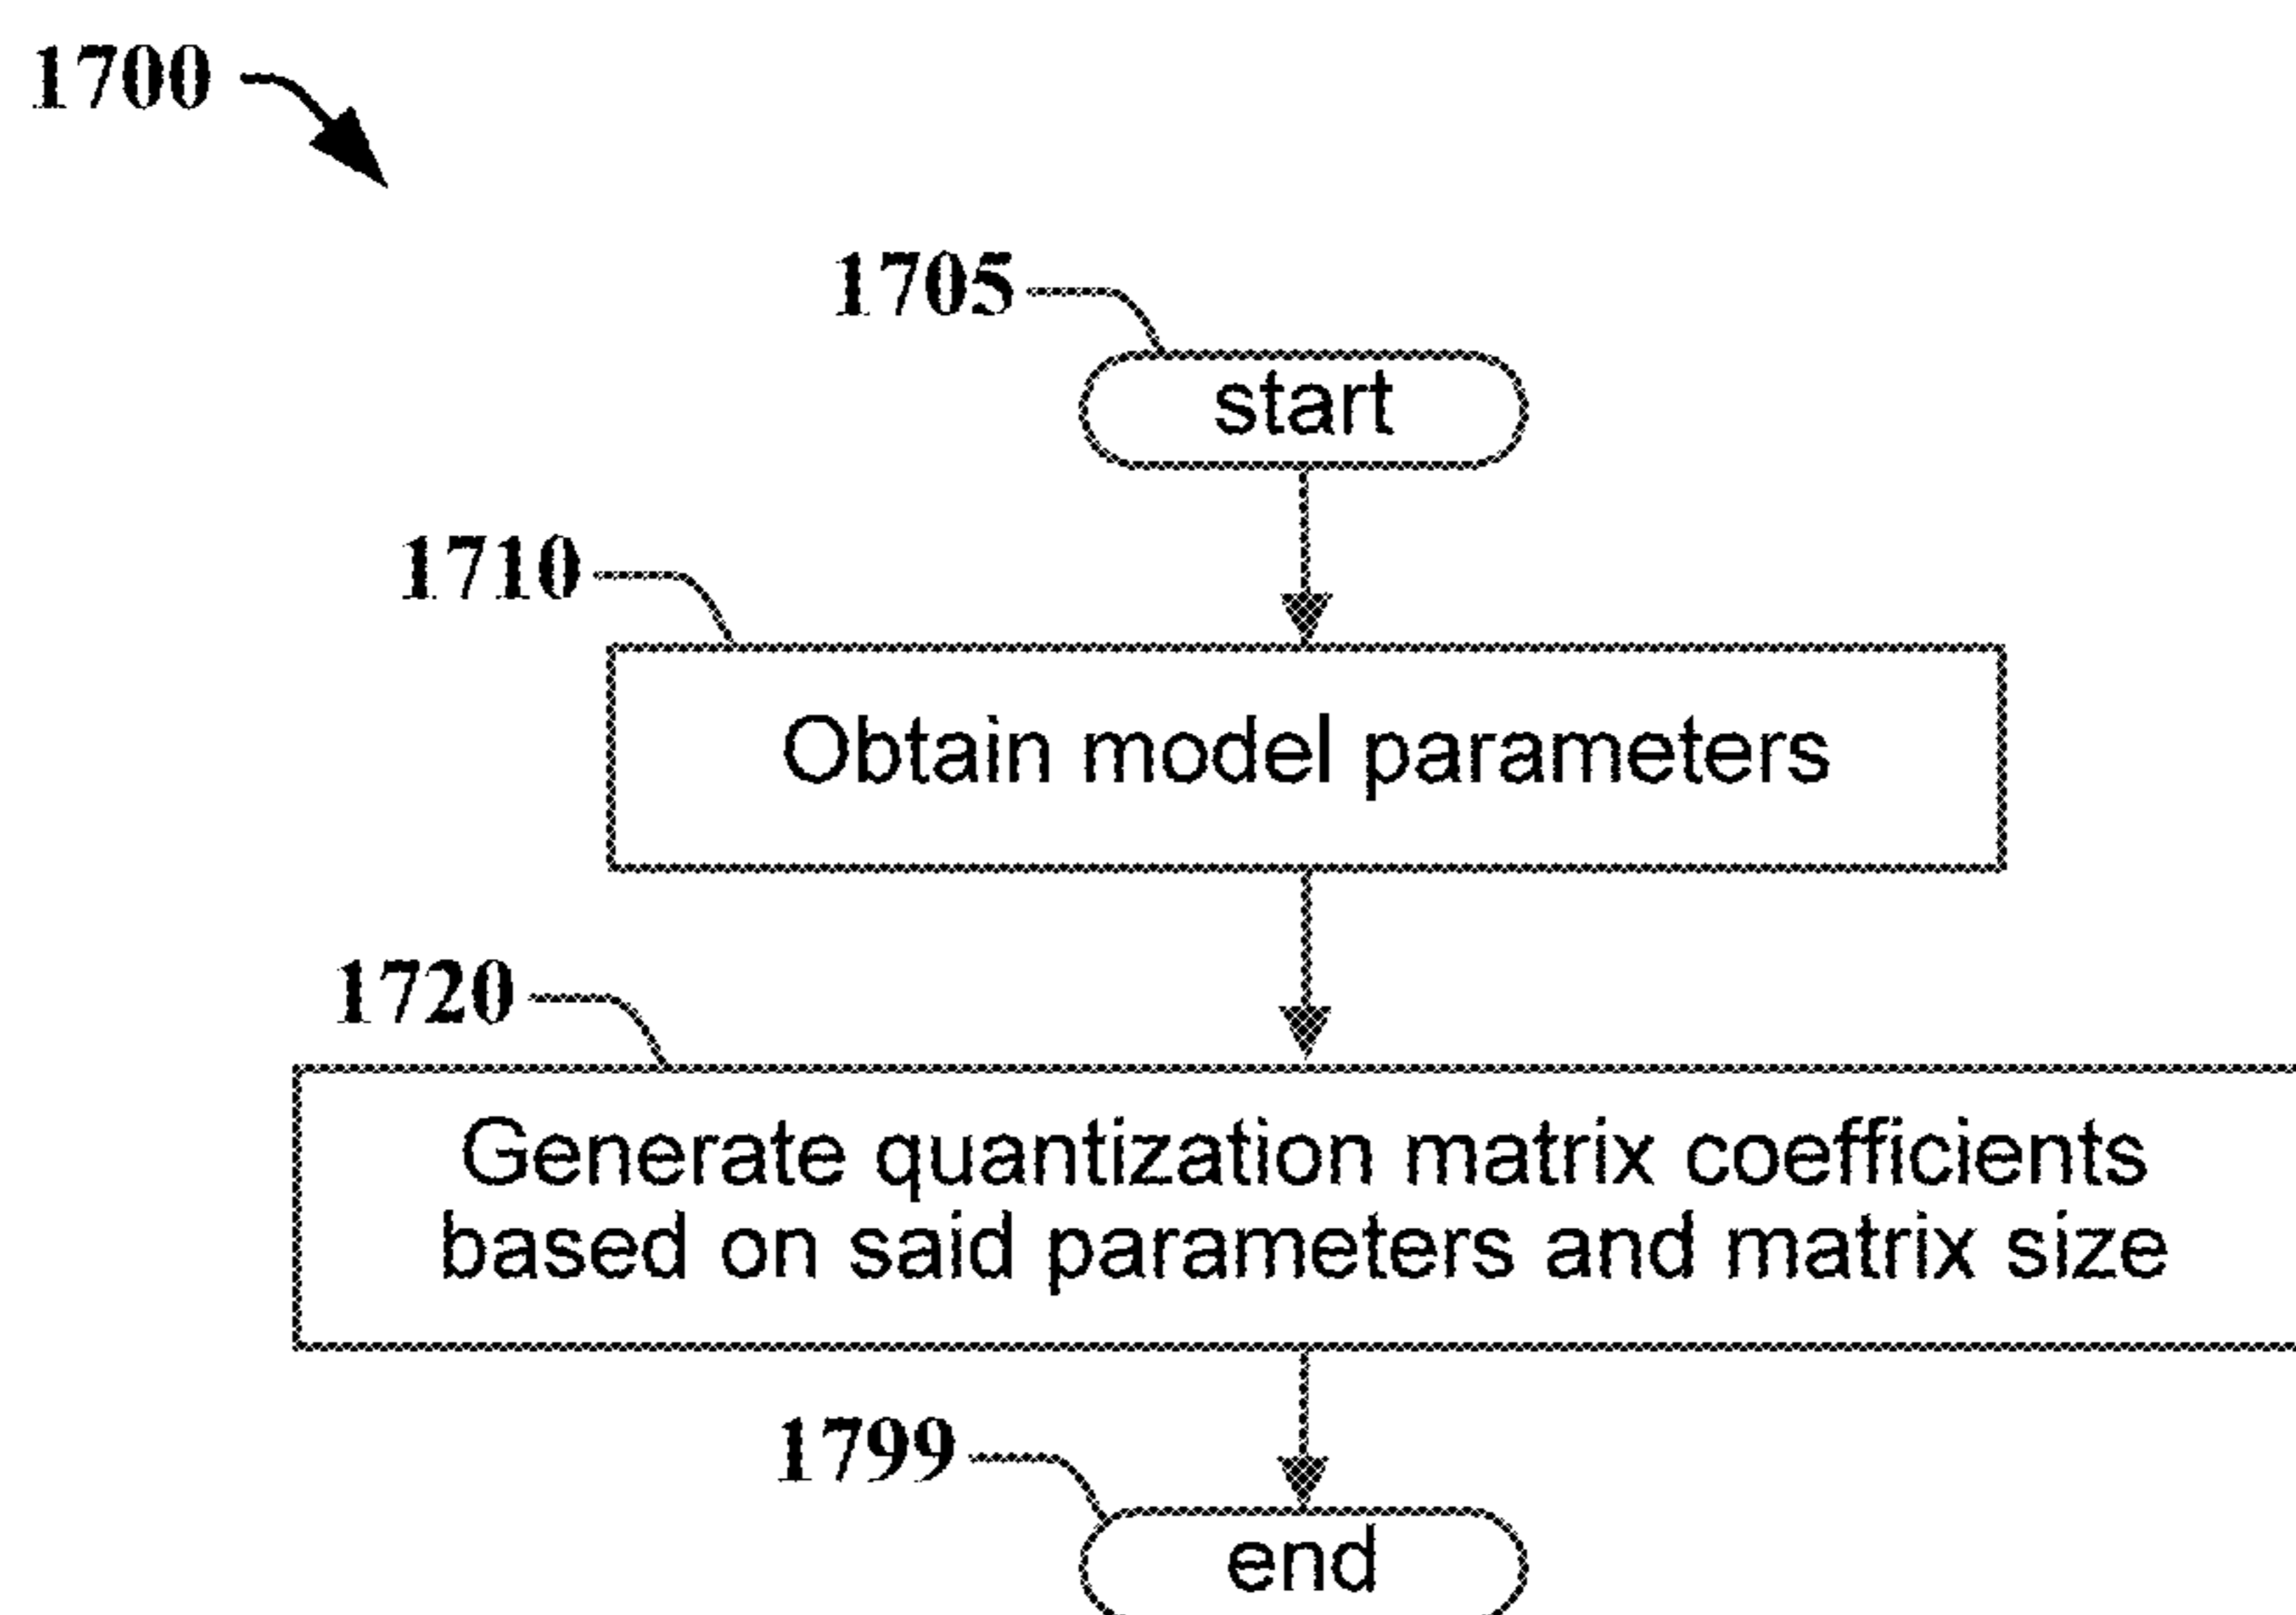 1700
1705
start
1710
Obtain model parameters
1720
Generate quantization matrix coefficients
based on said parameters and matrix size
1799
end